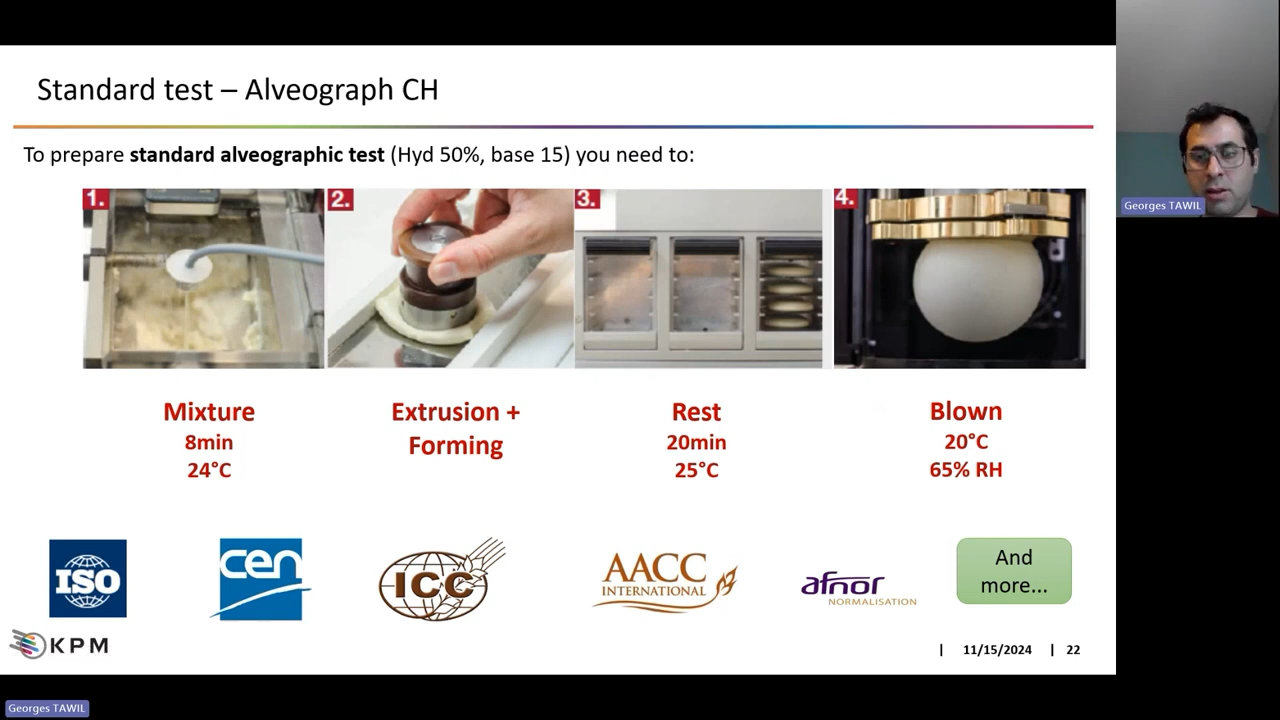 Standard test – Alveograph CH
To prepare standard alveographic test (Hyd 50%, base 15) you need to:
1.
2.
3.
4.
Mixture
8min
24°C
Extrusion +
Forming
Rest
20min
25°C
Blown
20°C
65% RH
ISO
cen
ICC
AACC
INTERNATIONAL
afnor
NORMALISATION
And
more...
KPM
| 11/15/2024 | 22
Georges TAWIL
Georges TAWIL